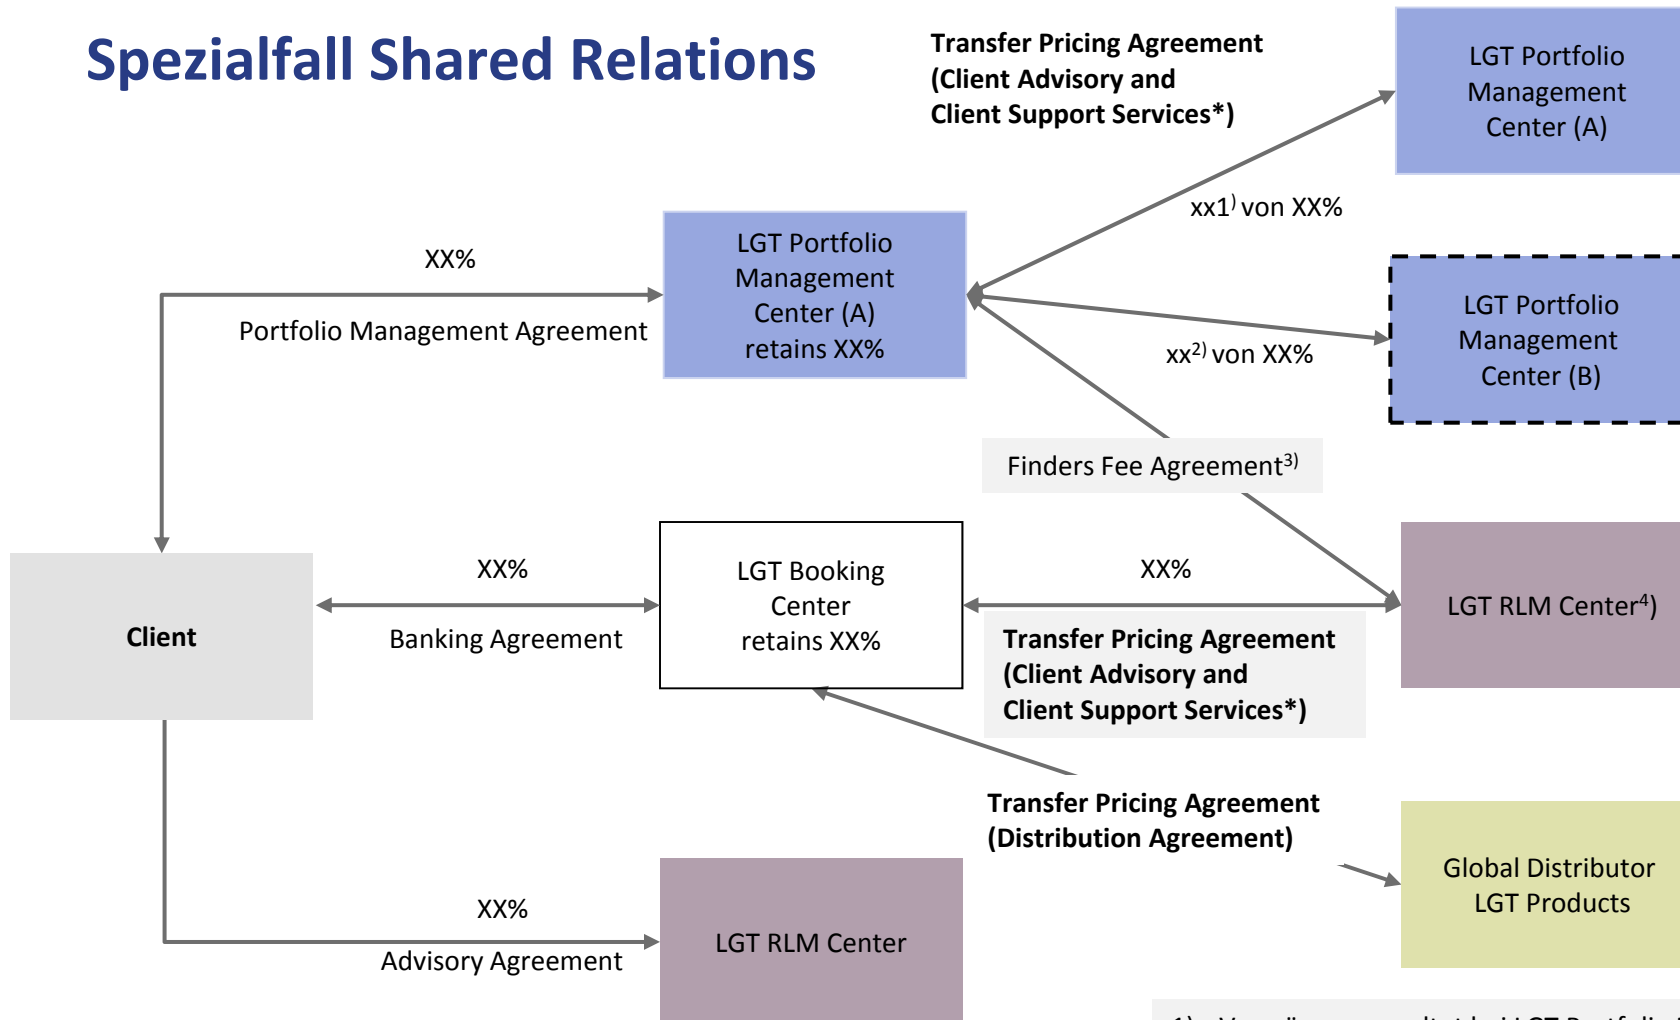 Spezialfall Shared Relations
Transfer Pricing Agreement
(Client Advisory and
Client Support Services*)
LGT Portfolio
Management
Center (A)
xx1) von XX%
XX%
Portfolio Management Agreement
LGT Portfolio
Management
Center (A)
retains XX%
LGT Portfolio
Management
Center (B)
xx2) von XX%
Finders Fee Agreement3)
Client
XX%
Banking Agreement
LGT Booking
Center
retains XX%
XX%
Transfer Pricing Agreement
(Client Advisory and
Client Support Services*)
LGT RLM Center4)
Transfer Pricing Agreement
(Distribution Agreement)
Global Distributor
LGT Products
XX%
Advisory Agreement
LGT RLM Center
1)